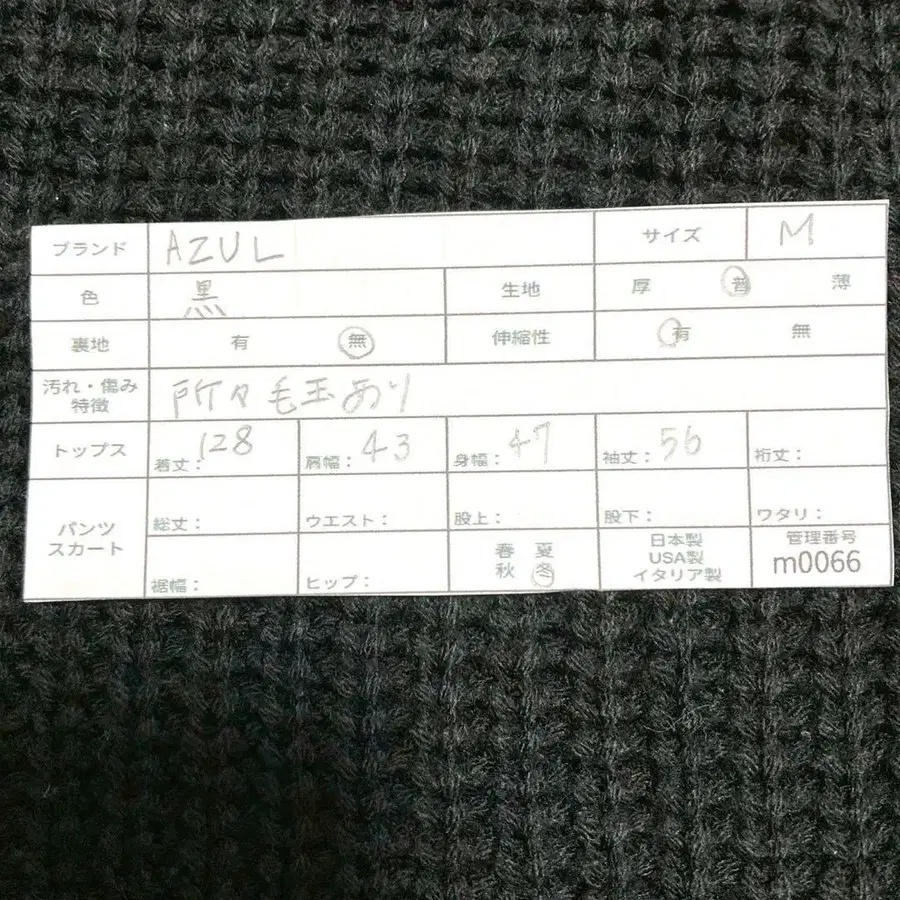 ブランド AZUL サイズ M
色 黒 生地 厚 普 薄
裏地 有 無 伸縮性 有 無
汚れ・傷み
特徴 所々毛玉あり
トップス 着丈： 128 肩幅： 43 身幅： 47 袖丈： 56 裄丈：
パンツ
スカート
総丈： ウエスト： 股上： 股下： ワタリ：
裾幅： ヒップ：
春 夏
秋 冬
日本製
USA製
イタリア製
管理番号
m0066